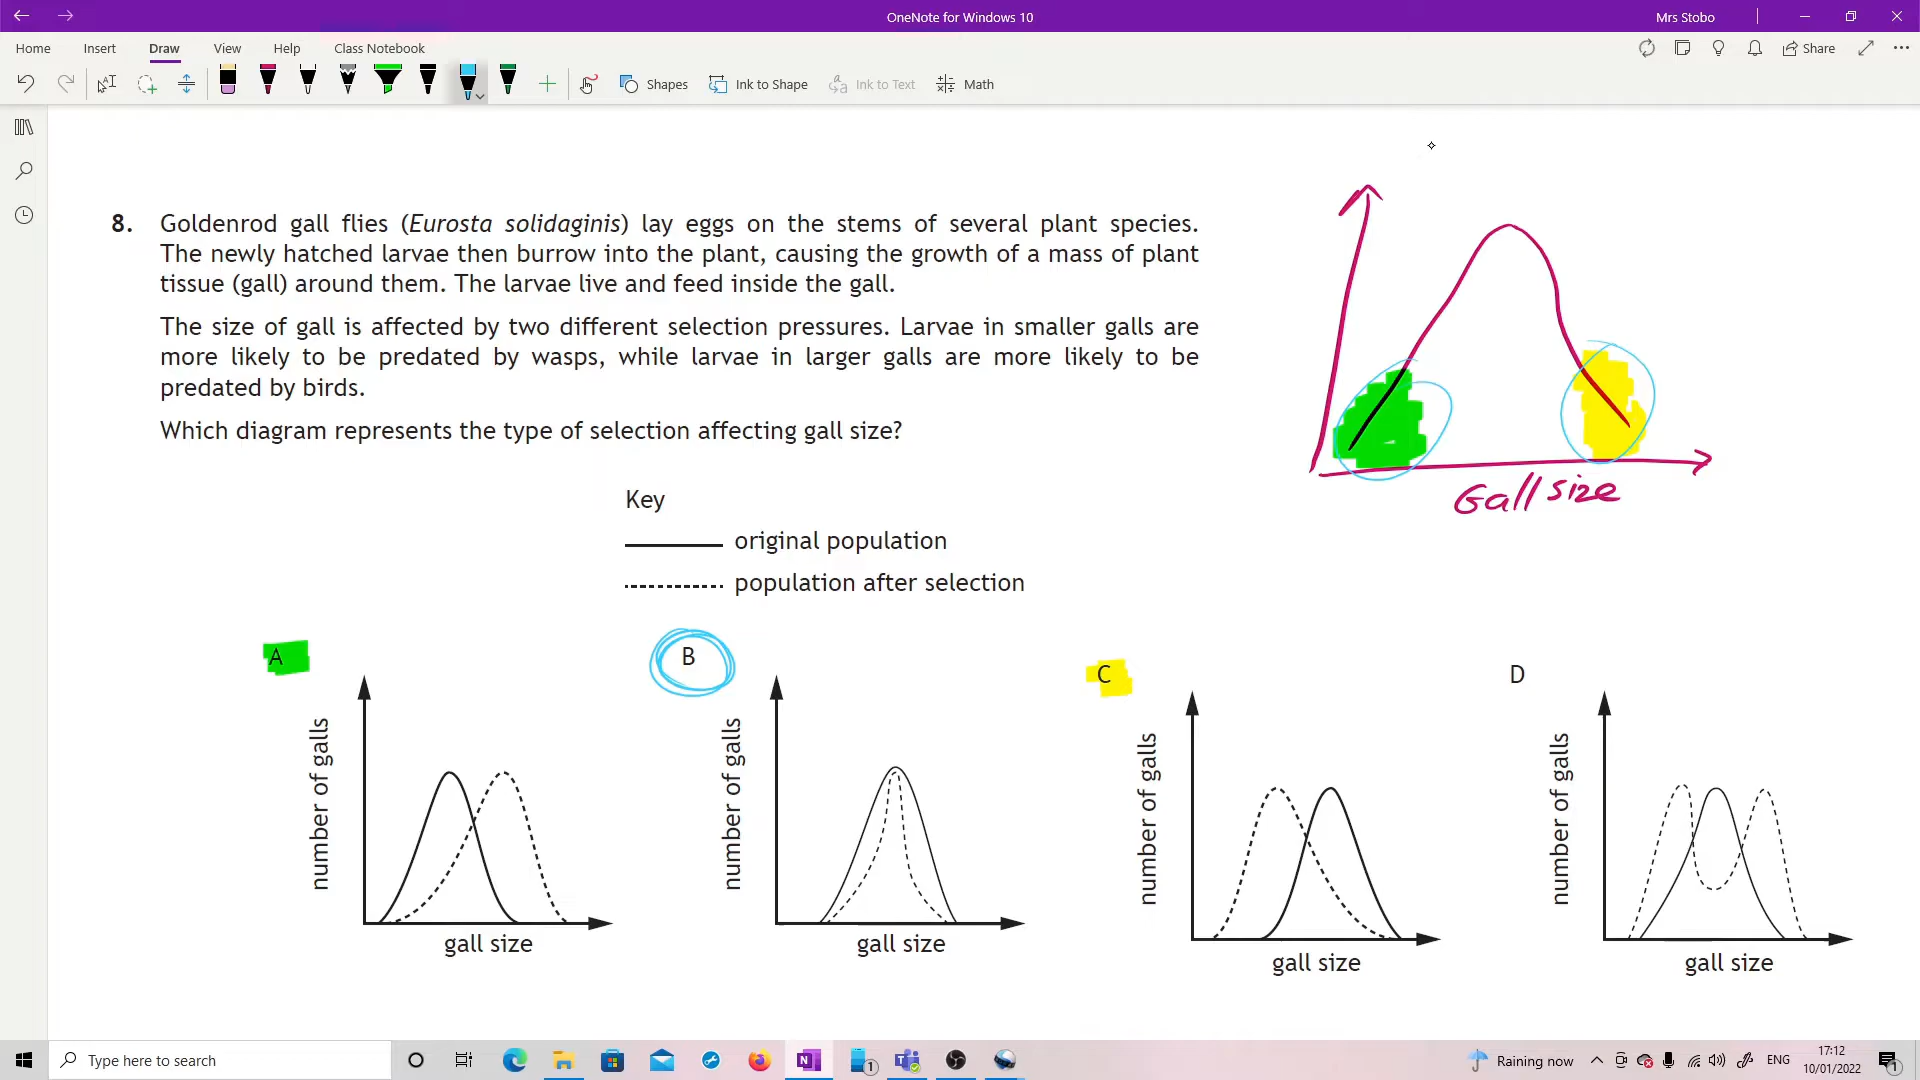 OneNote for Windows 10
Mrs Stobo
Home Insert Draw View Help Class Notebook
Share
Shapes Ink to Shape Ink to Text Math
8. Goldenrod gall flies (Eurosta solidaginis) lay eggs on the stems of several plant species.
The newly hatched larvae then burrow into the plant, causing the growth of a mass of plant
tissue (gall) around them. The larvae live and feed inside the gall.
The size of gall is affected by two different selection pressures. Larvae in smaller galls are
more likely to be predated by wasps, while larvae in larger galls are more likely to be
predated by birds.
Which diagram represents the type of selection affecting gall size?
Gall size
Key
original population
population after selection
A
number of galls
gall size
B
number of galls
gall size
C
number of galls
gall size
D
number of galls
gall size
Type here to search
1
Raining now
ENG
17:12
10/01/2022
1